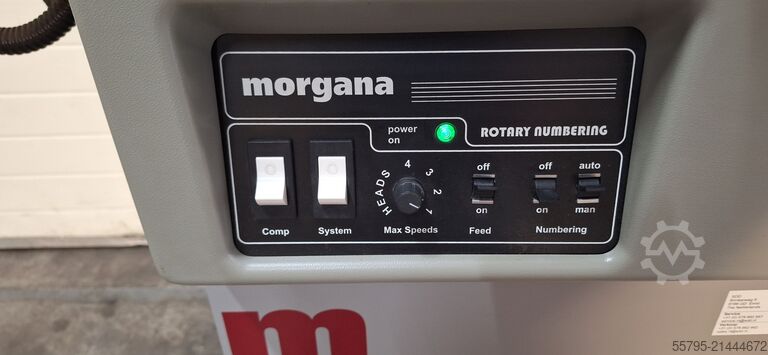 morgana
power on
ROTARY NUMBERING
Comp
System
HEADS
4
3
2
1
Max Speeds
off
on
Feed
off
on
auto
man
Numbering
m
55795-21444672